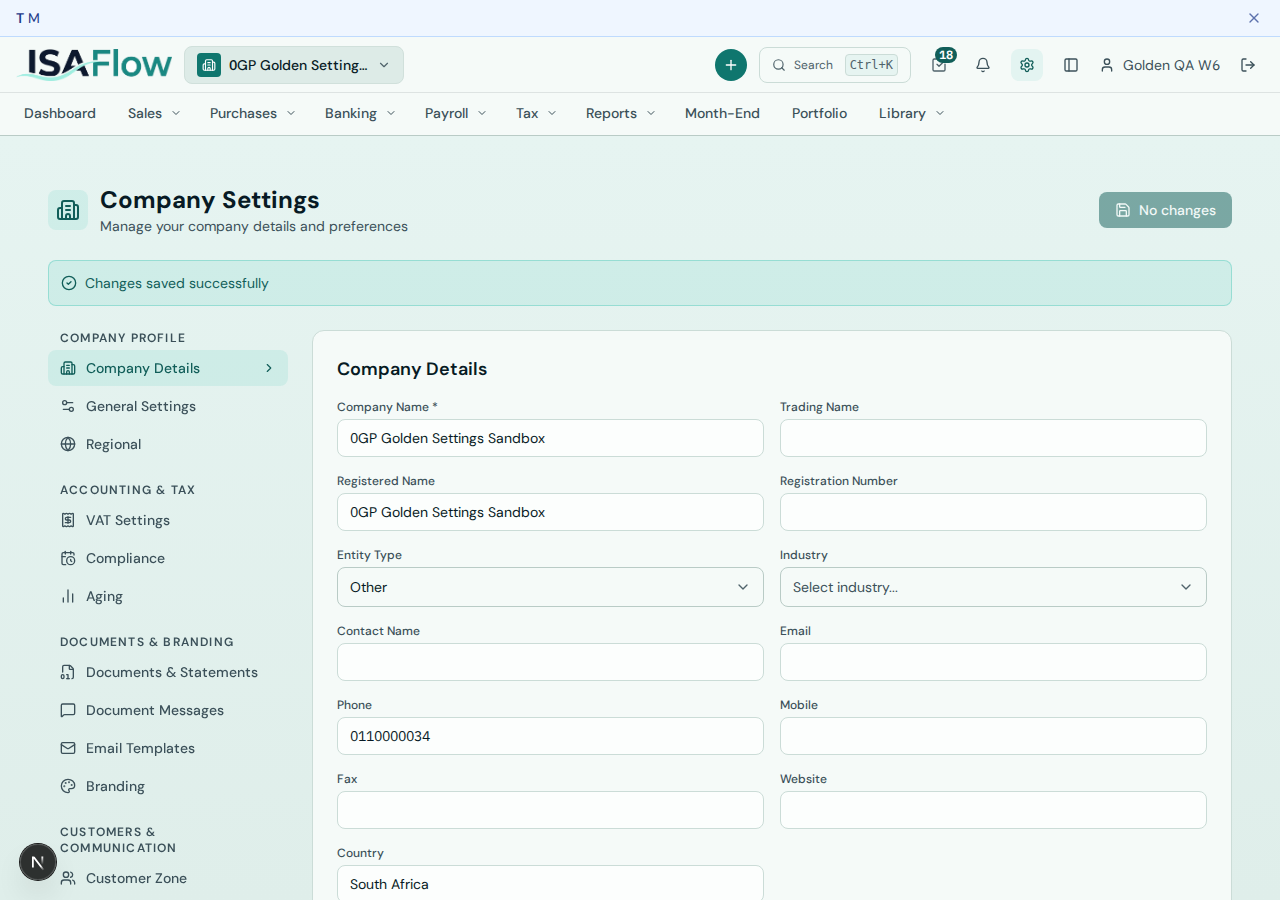 T M
ISAFlow
0GP Golden Setting...
Search
Ctrl+K
18
Golden QA W6
Dashboard
Sales
Purchases
Banking
Payroll
Tax
Reports
Month-End
Portfolio
Library
Company Settings
Manage your company details and preferences
No changes
Changes saved successfully
COMPANY PROFILE
Company Details
General Settings
Regional
ACCOUNTING & TAX
VAT Settings
Compliance
Aging
DOCUMENTS & BRANDING
Documents & Statements
Document Messages
Email Templates
Branding
CUSTOMERS &
COMMUNICATION
N
Customer Zone
Company Details
Company Name *
0GP Golden Settings Sandbox
Trading Name
Registered Name
0GP Golden Settings Sandbox
Registration Number
Entity Type
Other
Industry
Select industry...
Contact Name
Email
Phone
0110000034
Mobile
Fax
Website
Country
South Africa